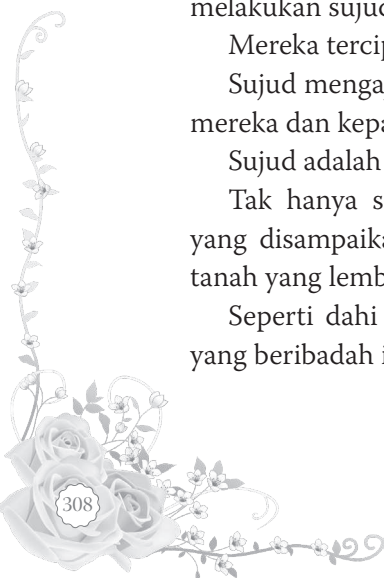 melakukan sujud
Mereka tercip
Sujud menga
mereka dan kepa
Sujud adalah
Tak hanya s
yang disampaika
tanah yang lemb
Seperti dahi
yang beribadah i
308